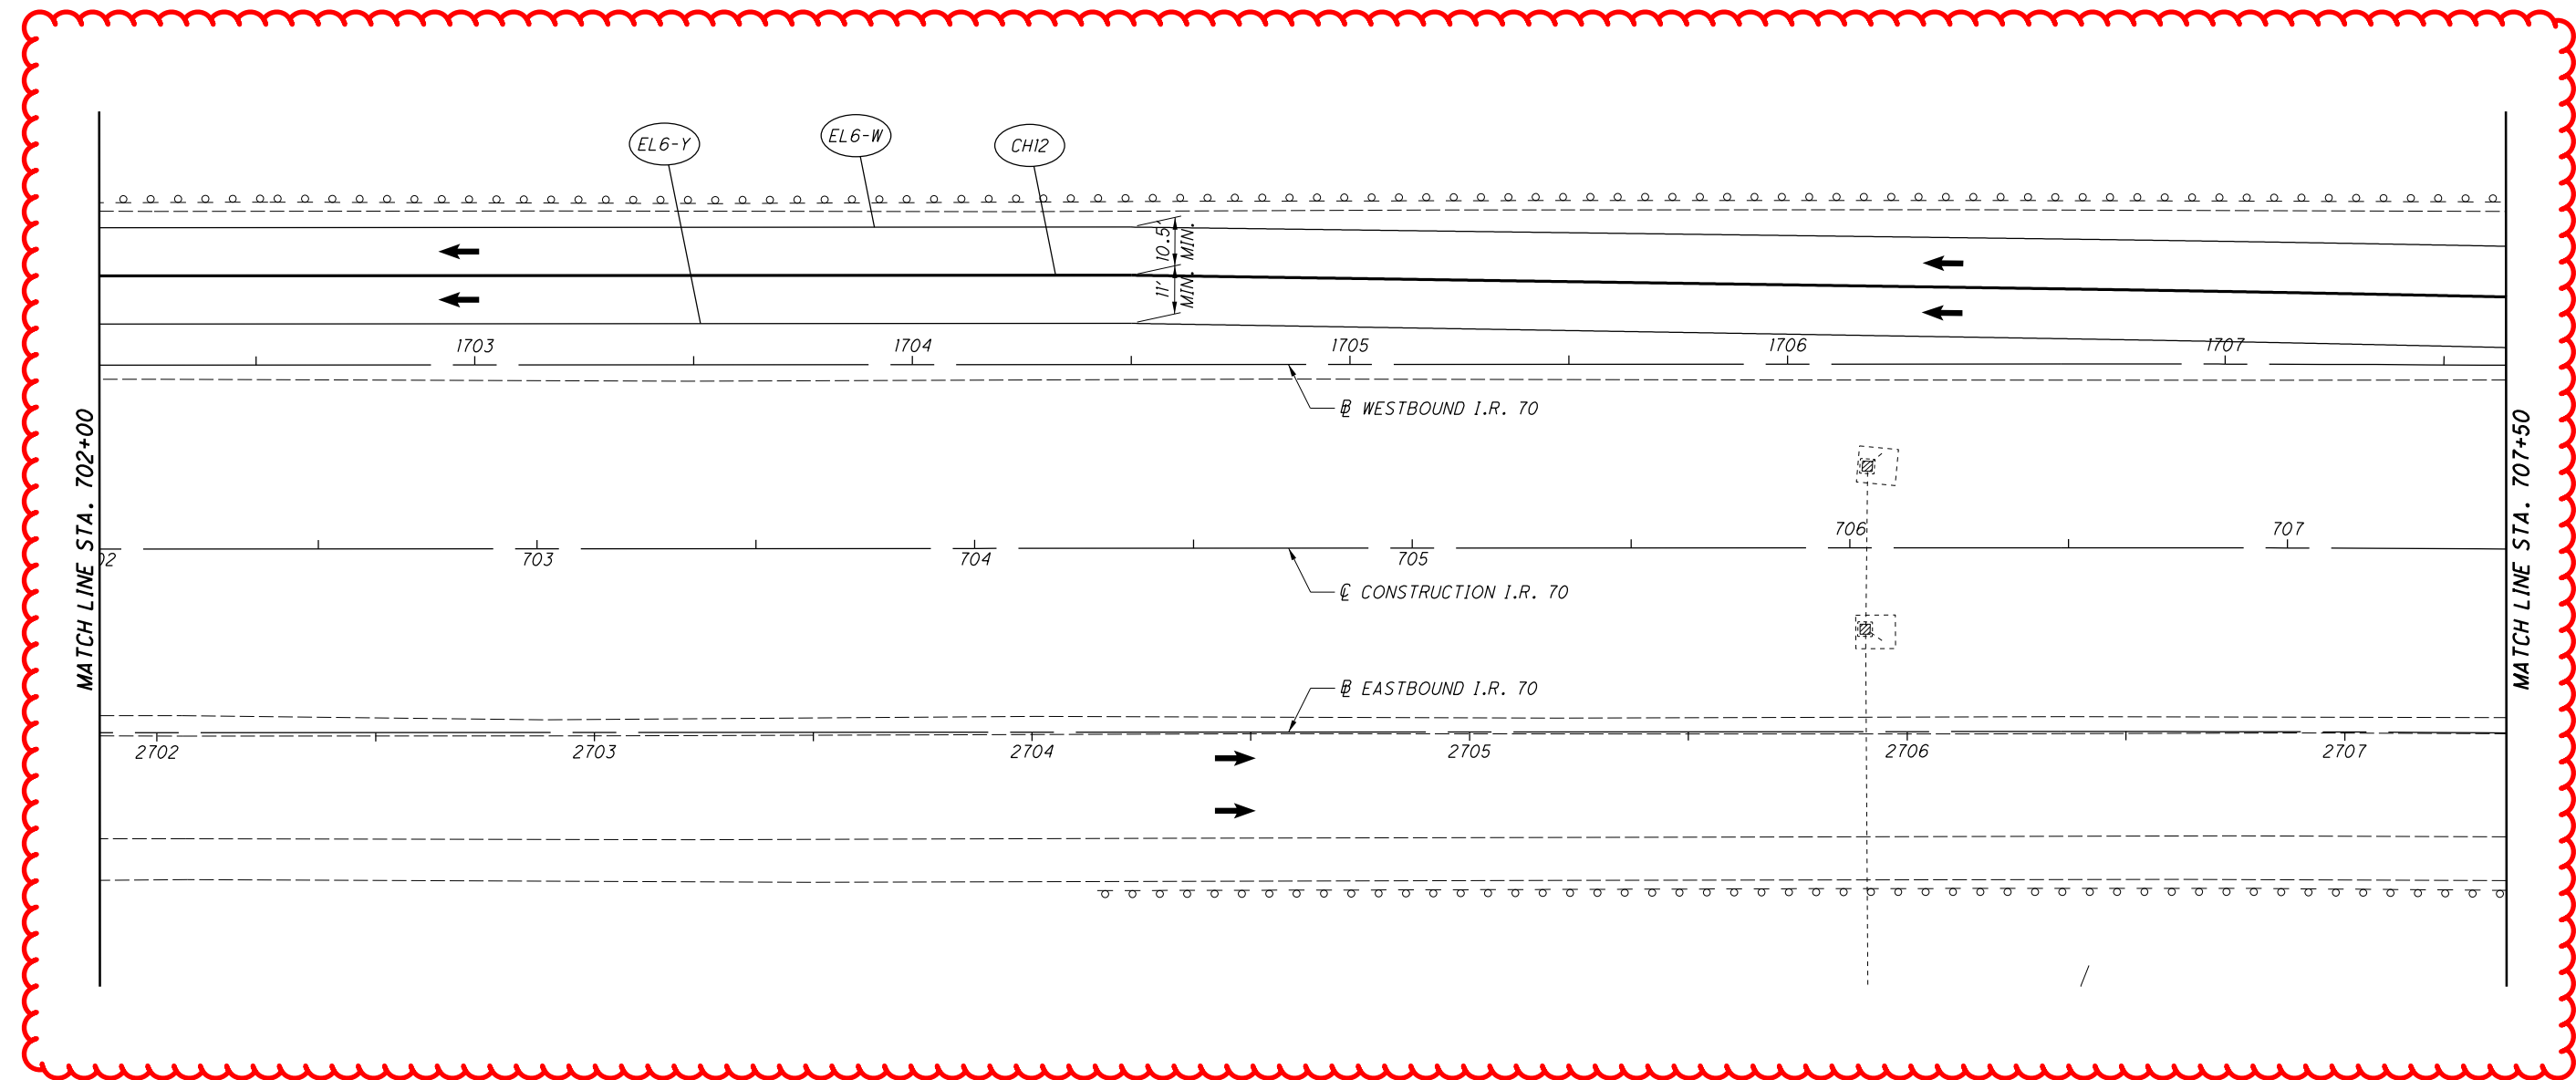 EL6-Y
EL6-W
CH12
10.5'
MIN.
11'
MIN.
1703
1704
1705
1706
1707
℄ WESTBOUND I.R. 70
MATCH LINE STA. 702+00
MATCH LINE STA. 707+50
706
707
02
703
704
705
℄ CONSTRUCTION I.R. 70
℄ EASTBOUND I.R. 70
2702
2703
2704
2705
2706
2707